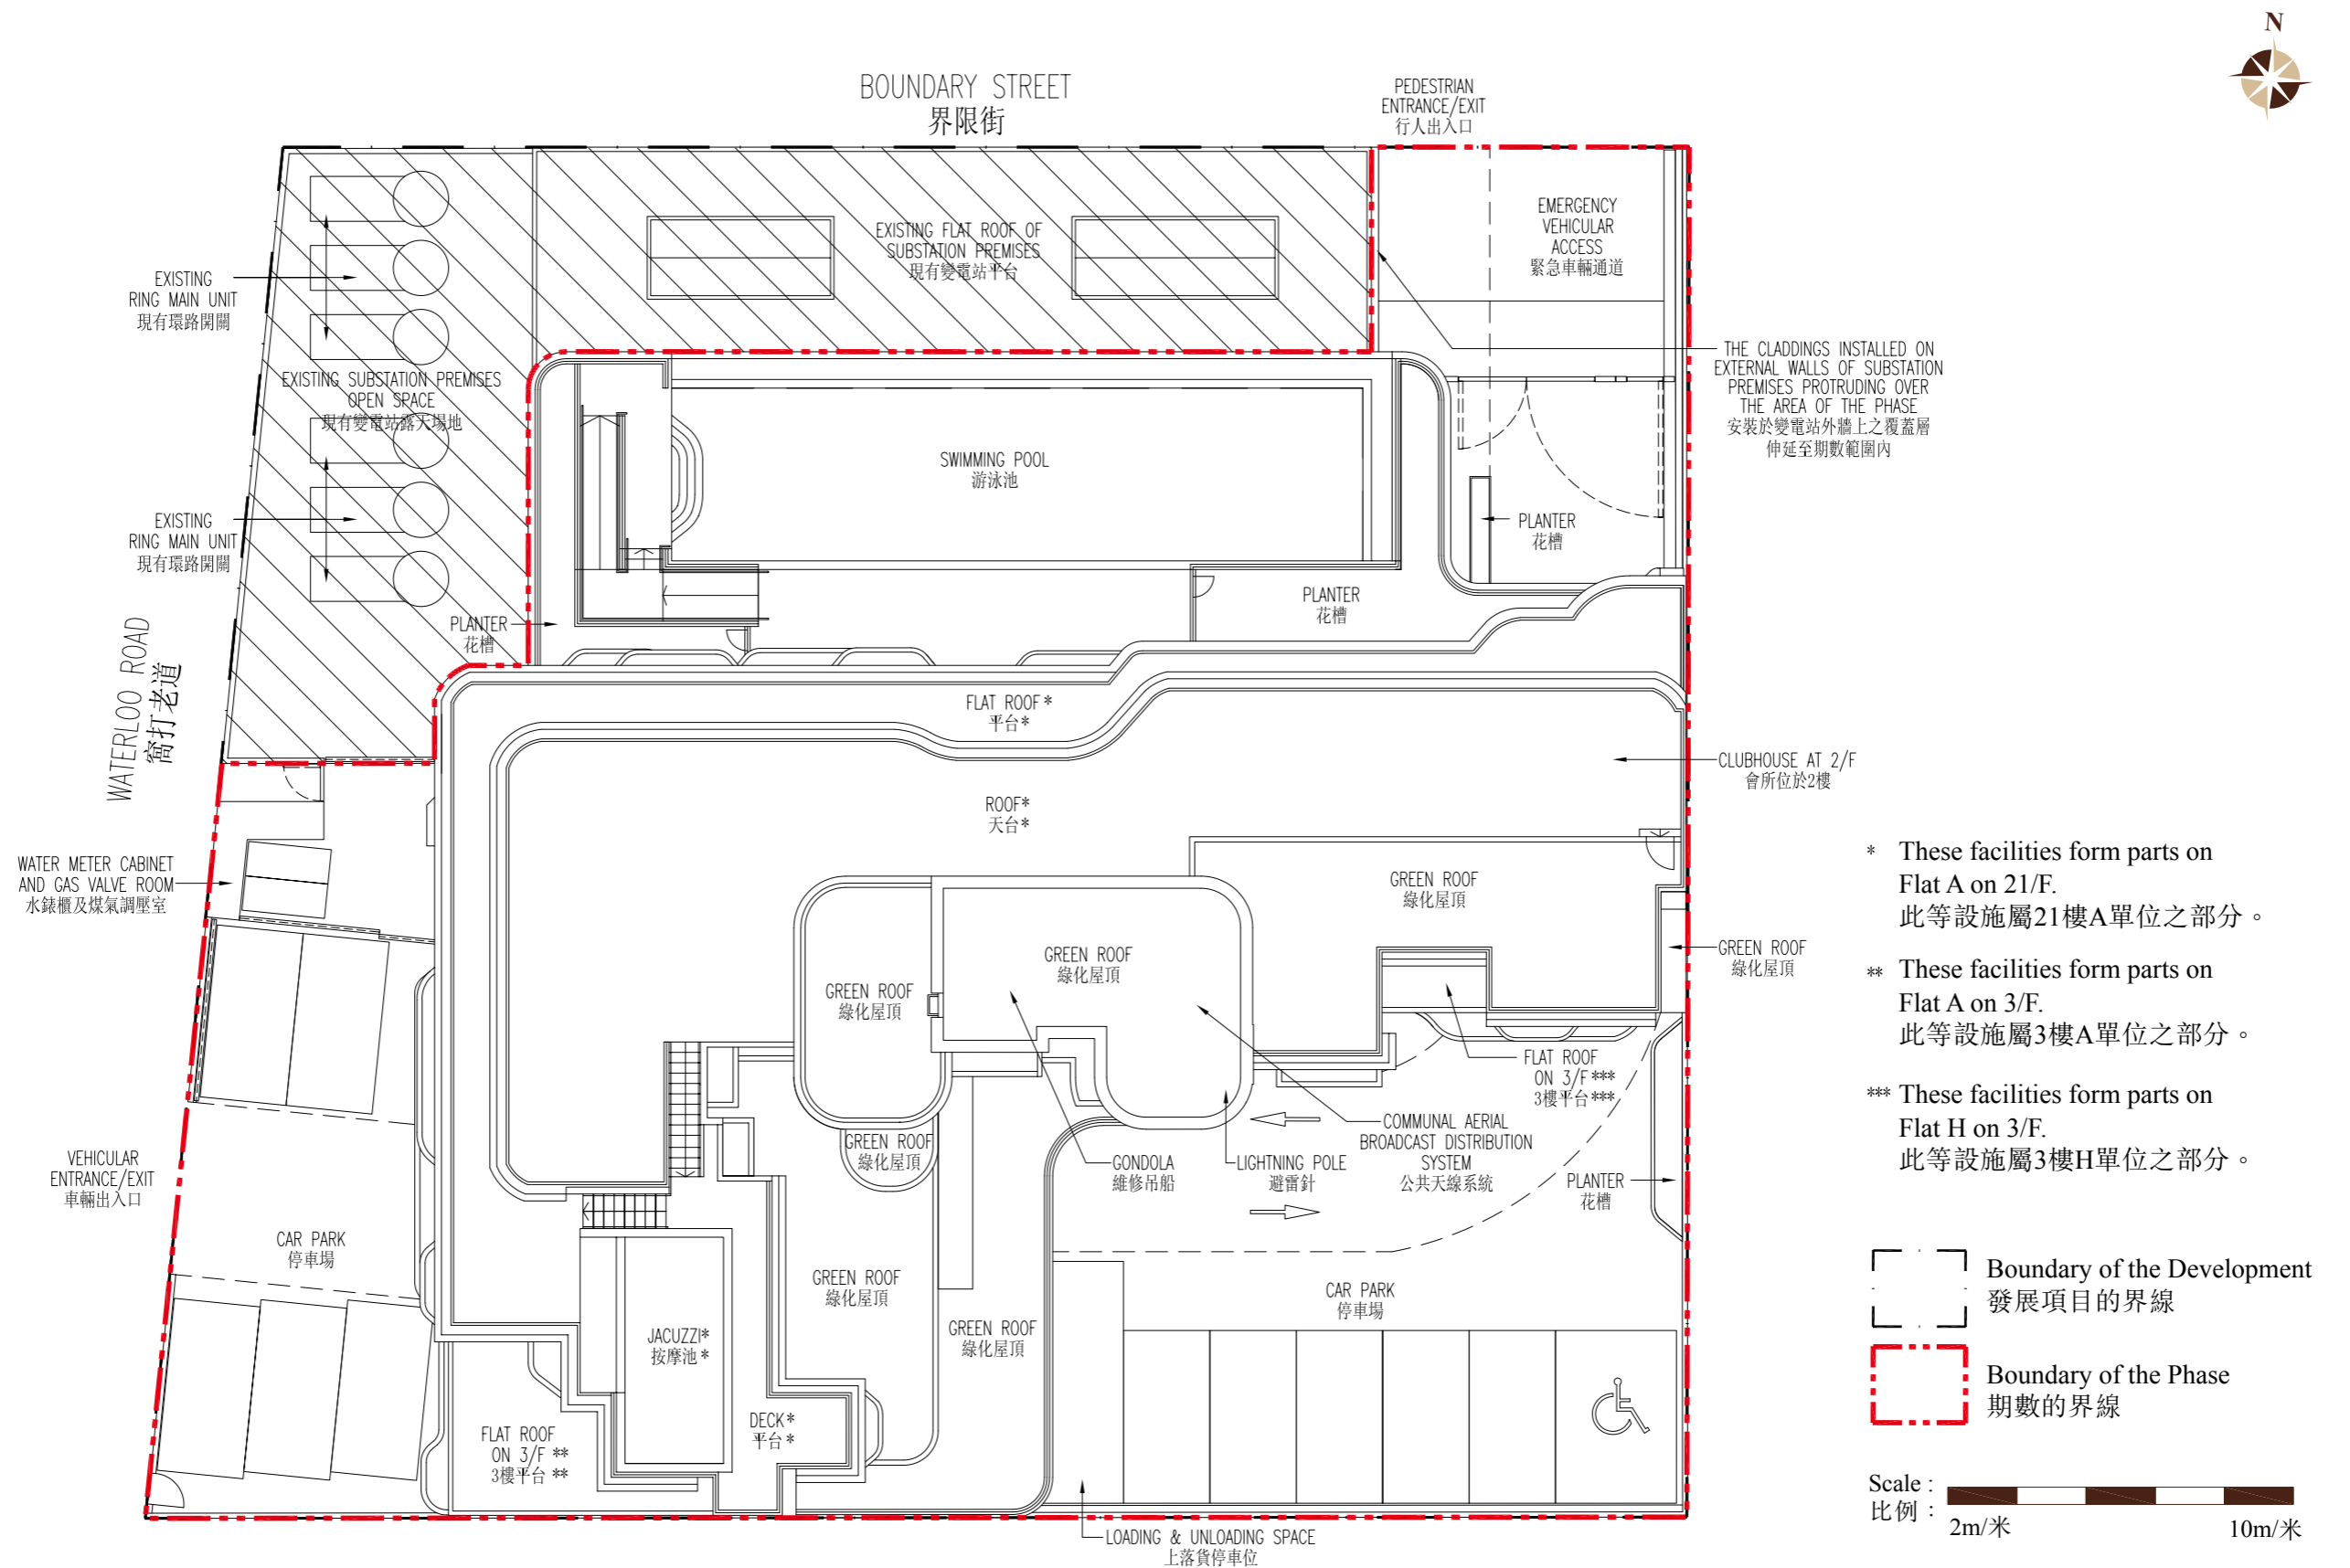 N
BOUNDARY STREET
界限街
PEDESTRIAN
ENTRANCE/EXIT
行人出入口
EMERGENCY
VEHICULAR
ACCESS
緊急車輛通道
EXISTING FLAT ROOF OF
SUBSTATION PREMISES
現有變電站平台
EXISTING
RING MAIN UNIT
現有環路開關
THE CLADDINGS INSTALLED ON
EXTERNAL WALLS OF SUBSTATION
PREMISES PROTRUDING OVER
THE AREA OF THE PHASE
安裝於變電站外牆上之覆蓋層
伸延至期數範圍內
EXISTING SUBSTATION PREMISES
OPEN SPACE
現有變電站露天場地
SWIMMING POOL
游泳池
EXISTING
RING MAIN UNIT
現有環路開關
PLANTER
花槽
PLANTER
花槽
PLANTER
花槽
WATERLOO ROAD
窩打老道
FLAT ROOF*
平台*
CLUBHOUSE AT 2/F
會所位於2樓
ROOF*
天台*
WATER METER CABINET
AND GAS VALVE ROOM
水錶櫃及煤氣調壓室
GREEN ROOF
綠化屋頂
GREEN ROOF
綠化屋頂
GREEN ROOF
綠化屋頂
GREEN ROOF
綠化屋頂
FLAT ROOF
ON 3/F ***
3樓平台 ***
COMMUNAL AERIAL
BROADCAST DISTRIBUTION
SYSTEM
公共天線系統
GREEN ROOF
綠化屋頂
GONDOLA
維修吊船
LIGHTNING POLE
避雷針
PLANTER
花槽
VEHICULAR
ENTRANCE/EXIT
車輛出入口
CAR PARK
停車場
GREEN ROOF
綠化屋頂
CAR PARK
停車場
JACUZZI*
按摩池*
GREEN ROOF
綠化屋頂
DECK*
平台*
FLAT ROOF
ON 3/F **
3樓平台 **
LOADING & UNLOADING SPACE
上落貨停車位
* These facilities form parts on
Flat A on 21/F.
此等設施屬21樓A單位之部分。
** These facilities form parts on
Flat A on 3/F.
此等設施屬3樓A單位之部分。
*** These facilities form parts on
Flat H on 3/F.
此等設施屬3樓H單位之部分。
Boundary of the Development
發展項目的界線
Boundary of the Phase
期數的界線
Scale :
比例 :
2m/米 10m/米